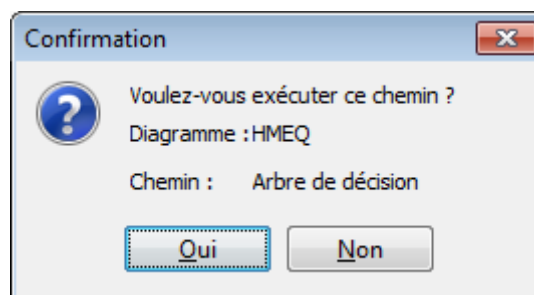 Confirmation
Voulez-vous exécuter ce chemin ?
Diagramme :HMEQ
Chemin : Arbre de décision
Oui Non